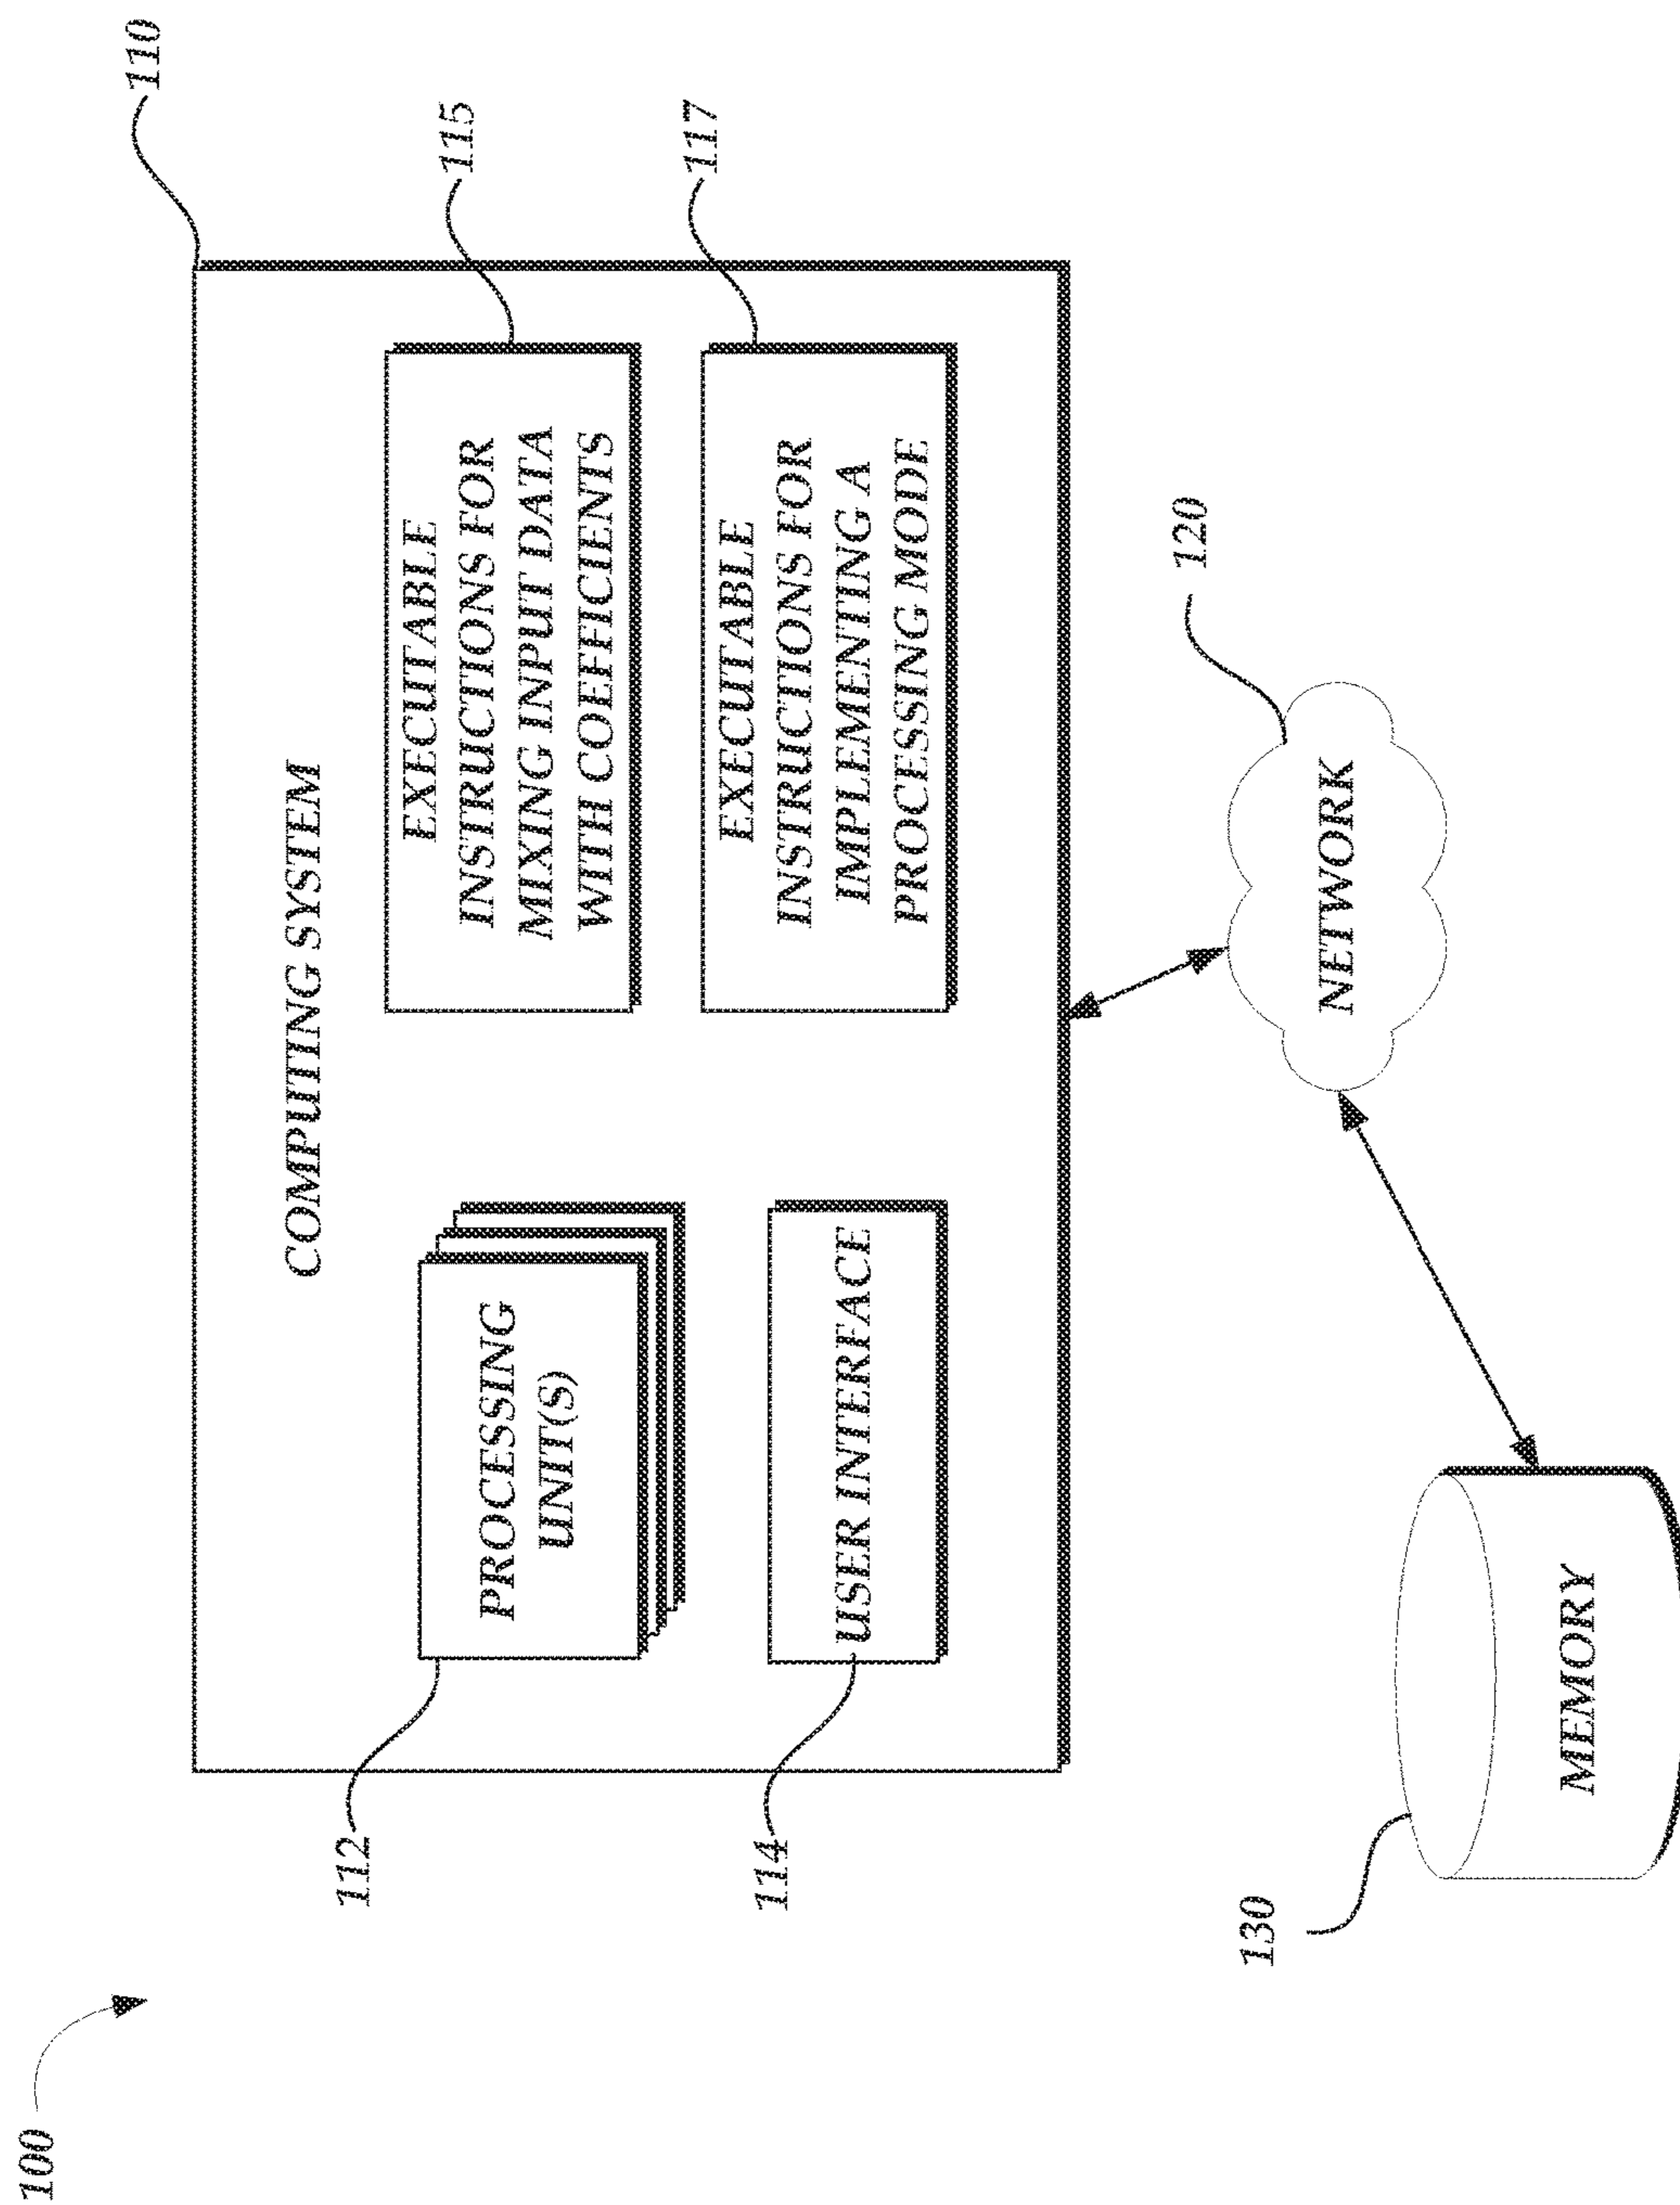 100
110
COMPUTING SYSTEM
112
PROCESSING
UNIT(S)
EXECUTABLE
INSTRUCTIONS FOR
MIXING INPUT DATA
WITH COEFFICIENTS
115
114
USER INTERFACE
EXECUTABLE
INSTRUCTIONS FOR
IMPLEMENTING A
PROCESSING MODE
117
120
NETWORK
130
MEMORY